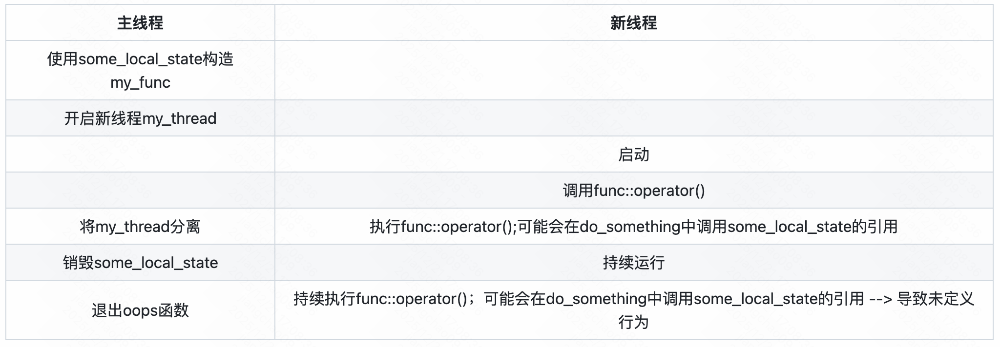 主线程
新线程
使用some_local_state构造
my_func
开启新线程my_thread
启动
调用func::operator()
将my_thread分离
执行func::operator();可能会在do_something中调用some_local_state的引用
销毁some_local_state
持续运行
退出oops函数
持续执行func::operator()；可能会在do_something中调用some_local_state的引用 --> 导致未定义
行为